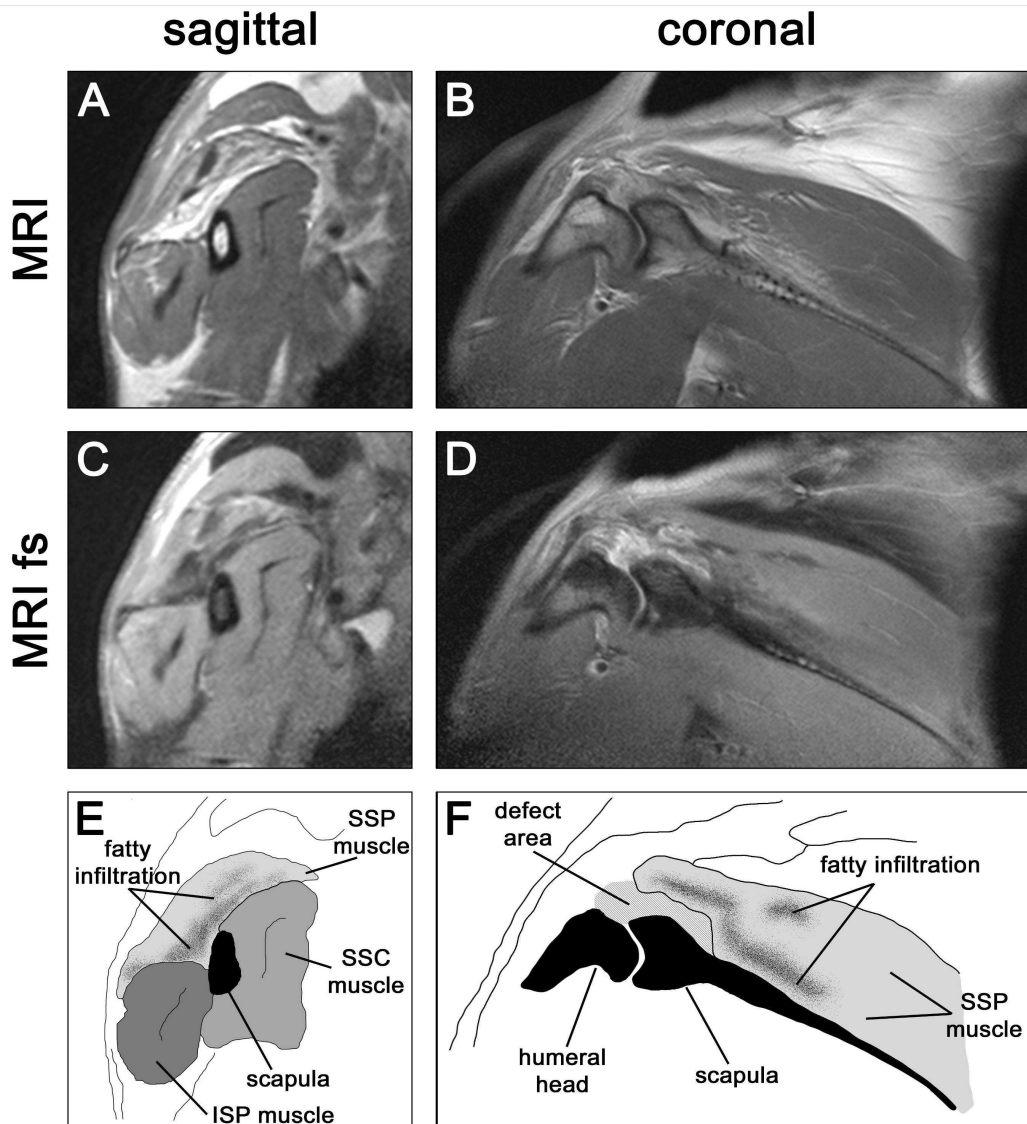 sagittal
coronal
MRI
A
B
MRI fs
C
D
E
SSP
muscle
fatty
infiltration
SSC
muscle
scapula
ISP muscle
F
defect
area
fatty infiltration
SSP
muscle
humeral
head
scapula